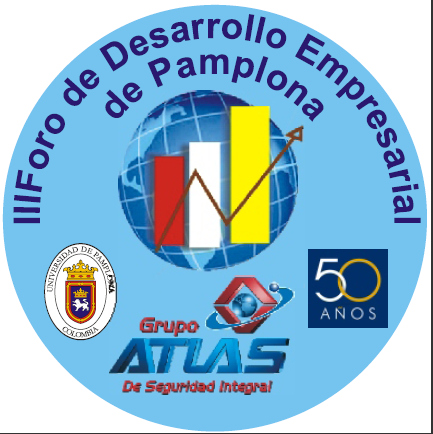 IIIForo de Desarrollo Empresarial
de Pamplona
UNIVERSIDAD DE PAMPLONA
COLOMBIA
50
AÑOS
Grupo
ATLAS
De Seguridad Integral